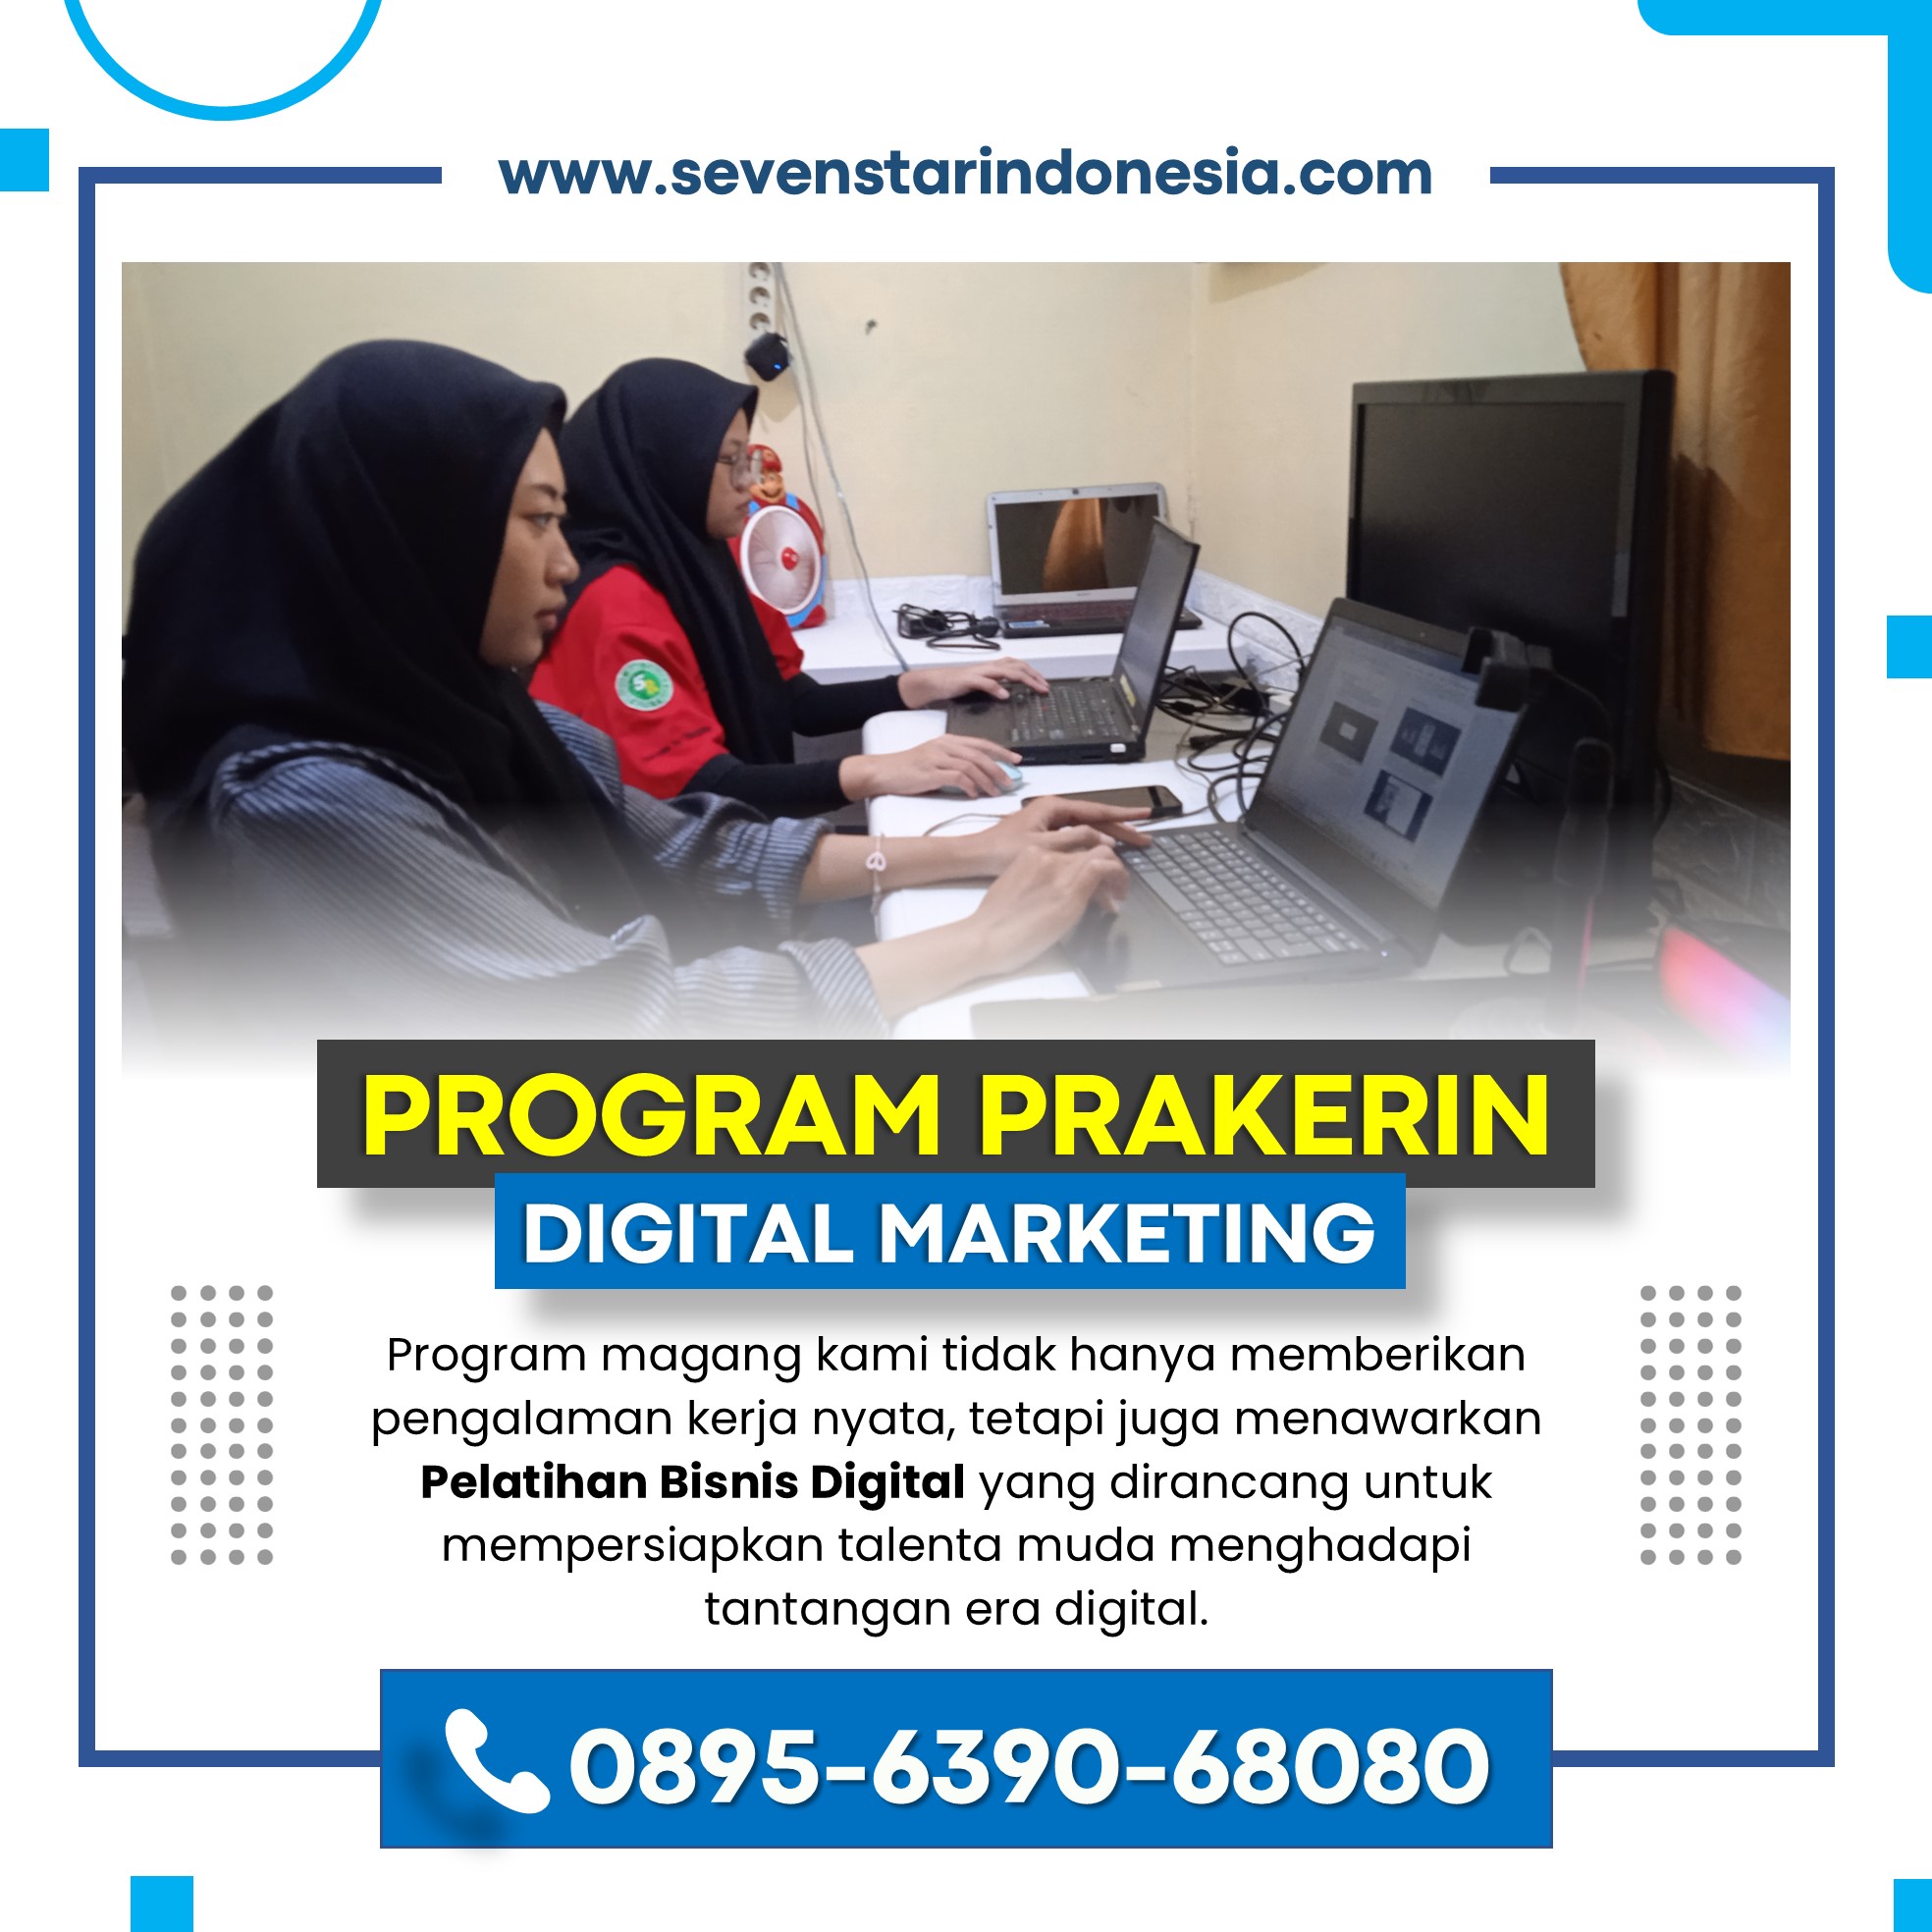 www.sevenstarindonesia.com
PROGRAM PRAKERIN
DIGITAL MARKETING
Program magang kami tidak hanya memberikan
pengalaman kerja nyata, tetapi juga menawarkan
Pelatihan Bisnis Digital yang dirancang untuk
mempersiapkan talenta muda menghadapi
tantangan era digital.
0895-6390-68080